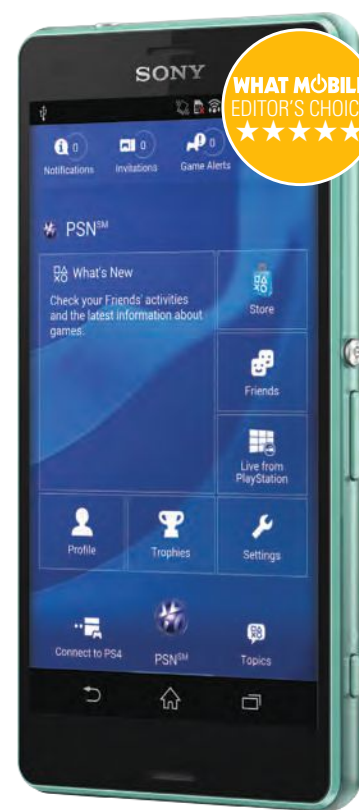 SONY
WHAT MOBILE
EDITOR'S CHOIC
0
0
0
Notifications
Invitations
Game Alerts
PSN℠
What's New
Check your Friends' activities
and the latest information about
games.
Store
Friends
Live from
PlayStation
Profile
Trophies
Settings
Connect to PS4
PSN℠
Topics